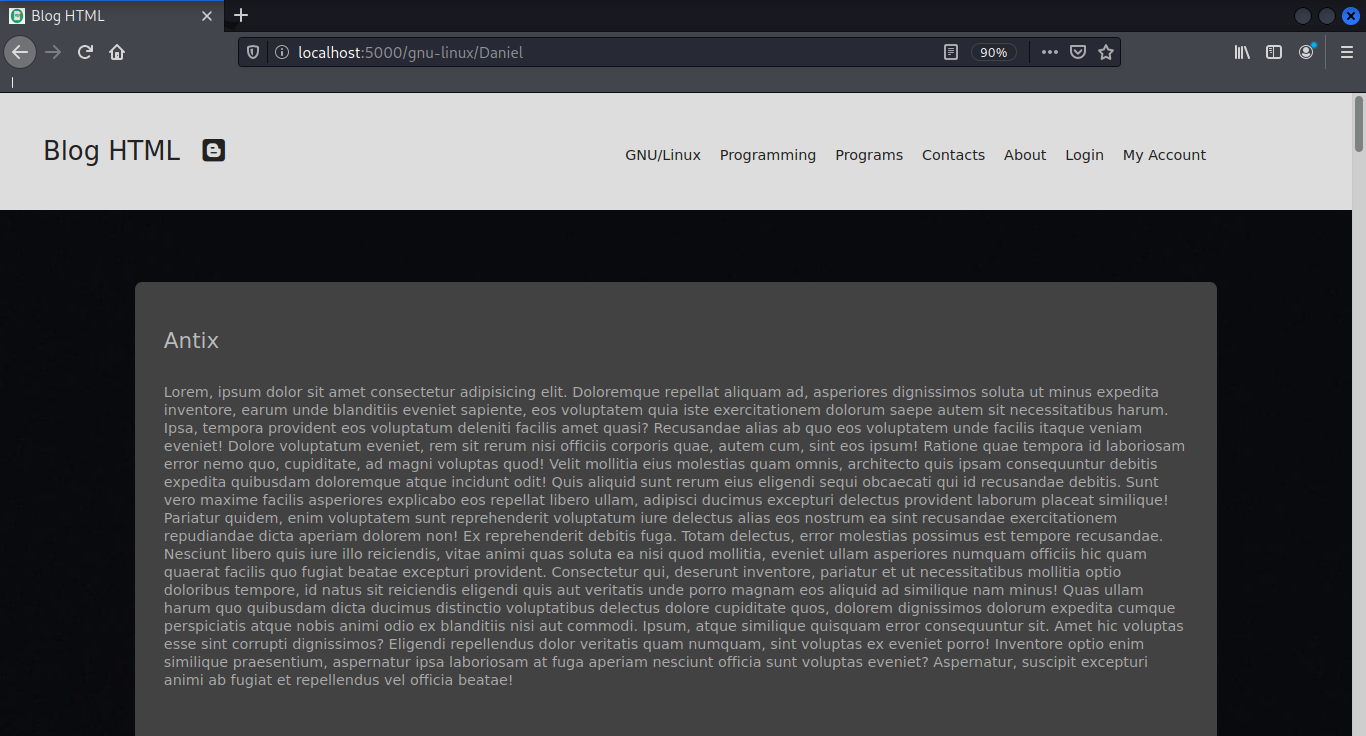 Blog HTML
localhost:5000/gnu-linux/Daniel
90%
Blog HTML
GNU/Linux Programming Programs Contacts About Login My Account
Antix
Lorem, ipsum dolor sit amet consectetur adipisicing elit. Doloremque repellat aliquam ad, asperiores dignissimos soluta ut minus expedita
inventore, earum unde blanditiis eveniet sapiente, eos voluptatem quia iste exercitationem dolorum saepe autem sit necessitatibus harum.
Ipsa, tempora provident eos voluptatum deleniti facilis amet quasi? Recusandae alias ab quo eos voluptatem unde facilis itaque veniam
eveniet! Dolore voluptatum eveniet, rem sit rerum nisi officiis corporis quae, autem cum, sint eos ipsum! Ratione quae tempora id laboriosam
error nemo quo, cupiditate, ad magni voluptas quod! Velit mollitia eius molestias quam omnis, architecto quis ipsam consequuntur debitis
expedita quibusdam doloremque atque incidunt odit! Quis aliquid sunt rerum eius eligendi sequi obcaecati qui id recusandae debitis. Sunt
vero maxime facilis asperiores explicabo eos repellat libero ullam, adipisci ducimus excepturi delectus provident laborum placeat similique!
Pariatur quidem, enim voluptatem sunt reprehenderit voluptatum iure delectus alias eos nostrum ea sint recusandae exercitationem
repudiandae dicta aperiam dolorem non! Ex reprehenderit debitis fuga. Totam delectus, error molestias possimus est tempore recusandae.
Nesciunt libero quis iure illo reiciendis, vitae animi quas soluta ea nisi quod mollitia, eveniet ullam asperiores numquam officiis hic quam
quaerat facilis quo fugiat beatae excepturi provident. Consectetur qui, deserunt inventore, pariatur et ut necessitatibus mollitia optio
doloribus tempore, id natus sit reiciendis eligendi quis aut veritatis unde porro magnam eos aliquid ad similique nam minus! Quas ullam
harum quo quibusdam dicta ducimus distinctio voluptatibus delectus dolore cupiditate quos, dolorem dignissimos dolorum expedita cumque
perspiciatis atque nobis animi odio ex blanditiis nisi aut commodi. Ipsum, atque similique quisquam error consequuntur sit. Amet hic voluptas
esse sint corrupti dignissimos? Eligendi repellendus dolor veritatis quam numquam, sint voluptas ex eveniet porro! Inventore optio enim
similique praesentium, aspernatur ipsa laboriosam at fuga aperiam nesciunt officia sunt voluptas eveniet? Aspernatur, suscipit excepturi
animi ab fugiat et repellendus vel officia beatae!